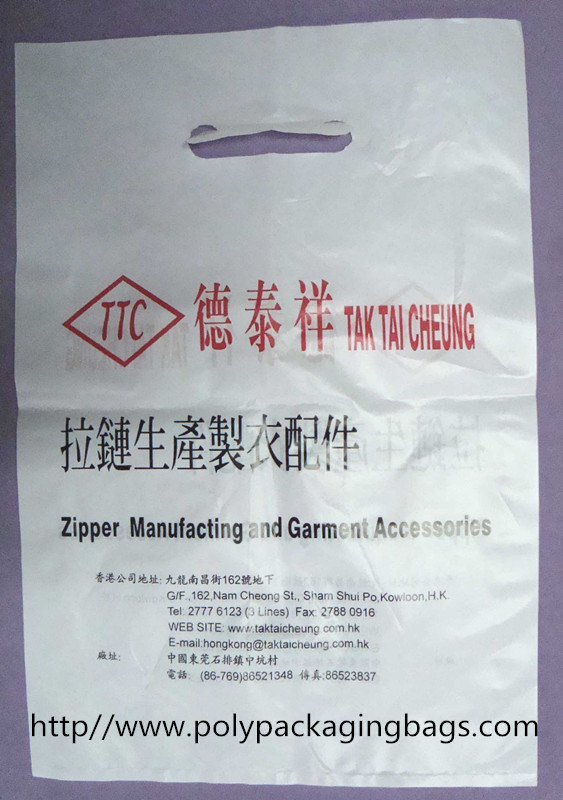 TTC 德泰祥 TAK TAI CHEUNG
拉鏈生產製衣配件
Zipper Manufacting and Garment Accessories
香港公司地址: 九龍南昌街162號地下
G/F.,162,Nam Cheong St., Sham Shui Po,Kowloon,H.K.
Tel: 2777 6123 (3 Lines) Fax: 2788 0916
WEB SITE: www.taktaicheung.com.hk
E-mail:hongkong@taktaicheung.com.hk
廠址: 中國東莞石排鎮中坑村
電話: (86-769)86521348 傳真:86523837
http//www.polypackagingbags.com